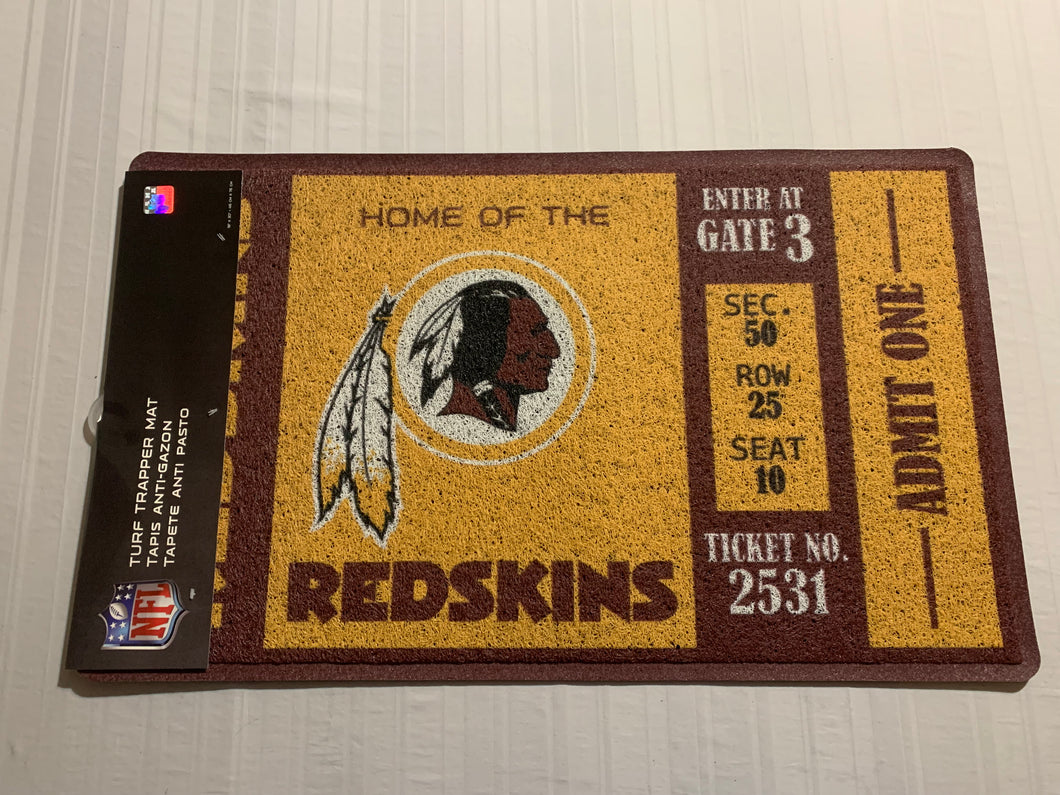 TURF TRAPPER MAT
TAPIS ANTI-GAZON
TAPETE ANTI PASTO
NFL
HOME OF THE
REDSKINS
ENTER AT
GATE 3
SEC.
50
ROW
25
SEAT
10
TICKET NO.
2531
ADMIT ONE